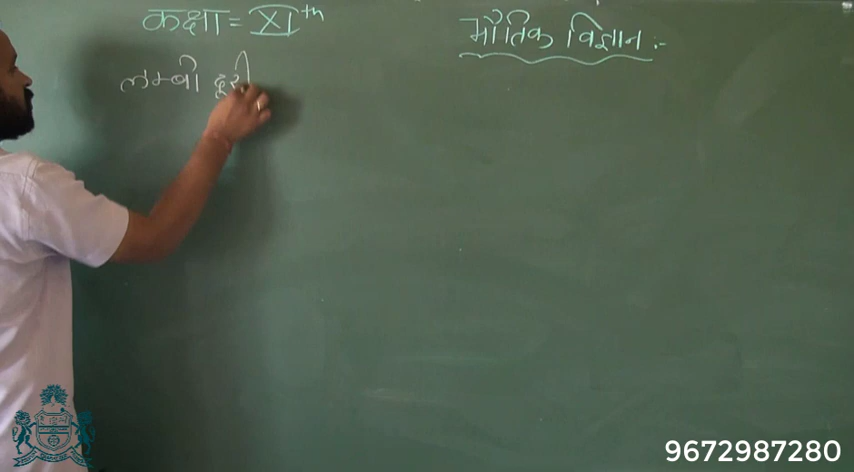 कक्षा = XI th
भौतिक विज्ञान :-
लम्बी दूरी
9672987280